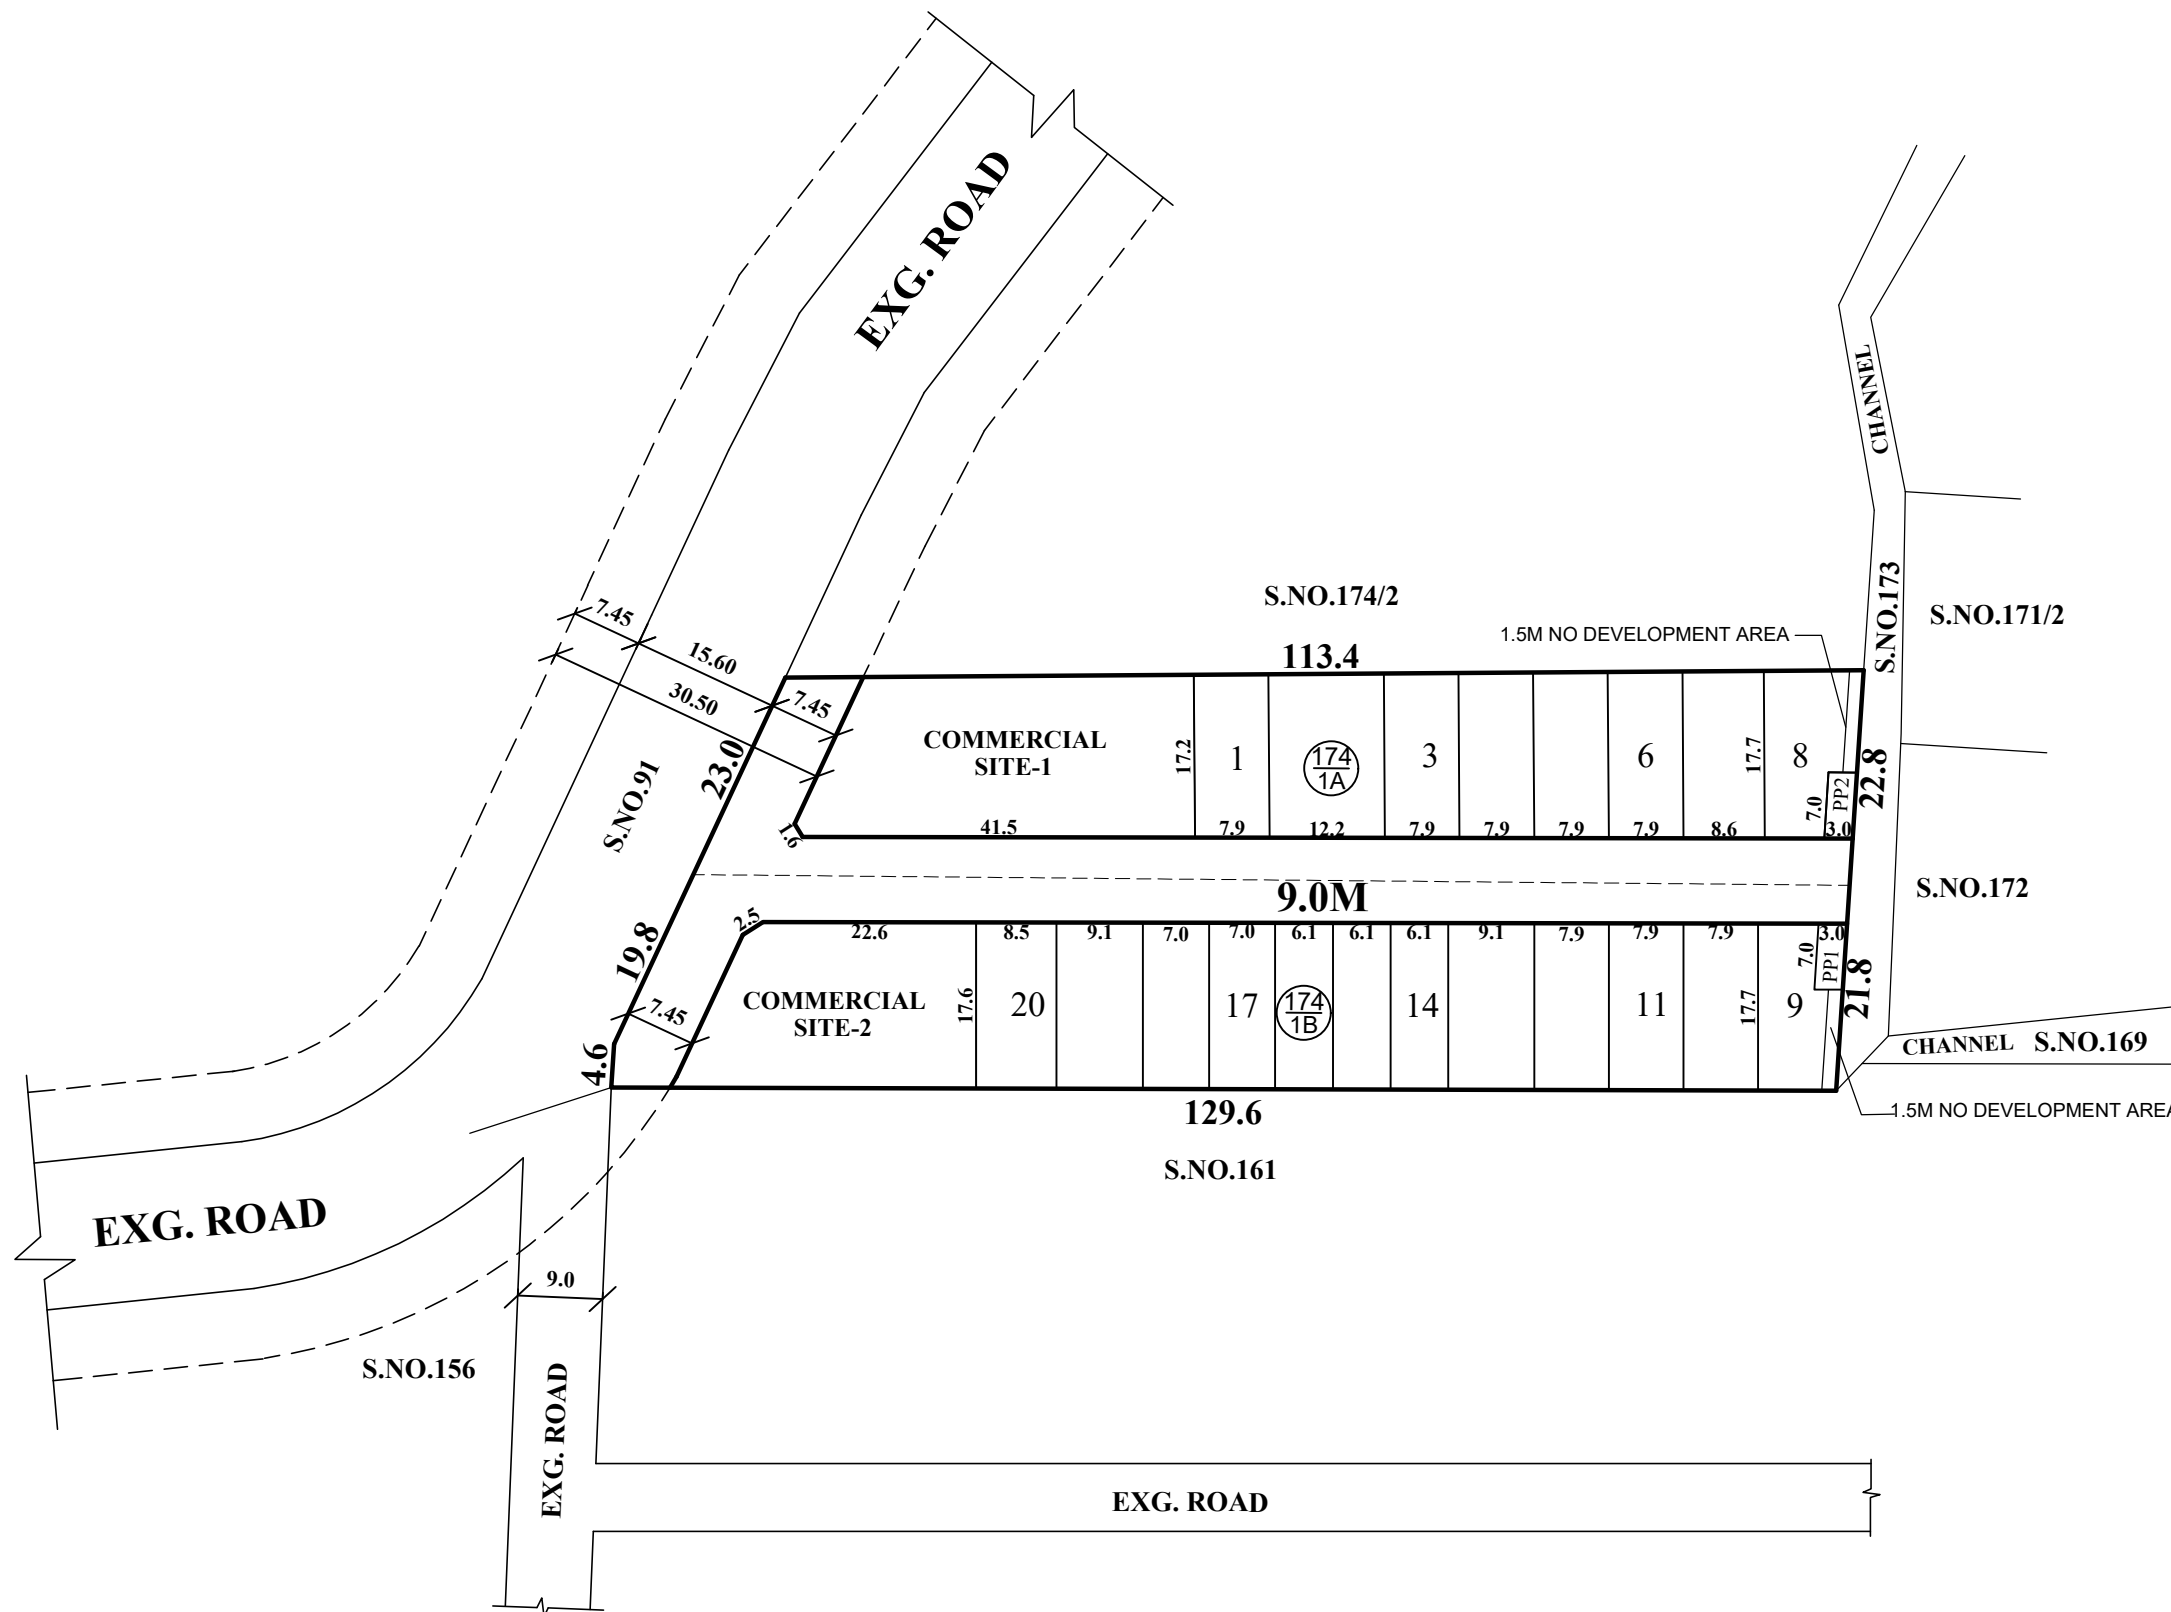 EXG. ROAD
CHANNEL
S.NO.173
S.NO.174/2
S.NO.171/2
1.5M NO DEVELOPMENT AREA
113.4
7.45
15.60
30.50
7.45
23.0
S.NO.91
COMMERCIAL
SITE-1
17.2
1
174
1A
3
6
17.7
8
7.0
PP2
22.8
1.6
41.5
7.9
12.2
7.9
7.9
7.9
7.9
8.6
3.0
9.0M
S.NO.172
19.8
2.5
22.6
8.5
9.1
7.0
7.0
6.1
6.1
6.1
9.1
7.9
7.9
7.9
3.0
7.45
COMMERCIAL
SITE-2
17.6
20
17
174
1B
14
11
17.7
9
7.0
PP1
21.8
4.6
CHANNEL S.NO.169
129.6
1.5M NO DEVELOPMENT AREA
S.NO.161
EXG. ROAD
9.0
S.NO.156
EXG. ROAD
EXG. ROAD